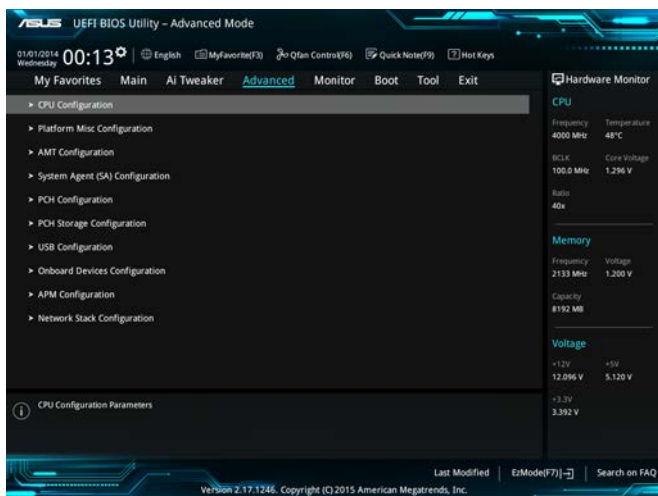 ASUS UEFI BIOS Utility – Advanced Mode
01/01/2014 Wednesday 00:13 English MyFavorite(F3) Qfan Control(F6) Quick Note(F9) Hot Keys
My Favorites Main Ai Tweaker Advanced Monitor Boot Tool Exit
> CPU Configuration
> Platform Misc Configuration
> AMT Configuration
> System Agent (SA) Configuration
> PCH Configuration
> PCH Storage Configuration
> USB Configuration
> Onboard Devices Configuration
> APM Configuration
> Network Stack Configuration
CPU Configuration Parameters
Hardware Monitor
CPU
Frequency Temperature
4000 MHz 48°C
BCLK Core Voltage
100.0 MHz 1.296 V
Ratio
40x
Memory
Frequency Voltage
2133 MHz 1.200 V
Capacity
8192 MB
Voltage
+12V +5V
12.096 V 5.120 V
+3.3V
3.392 V
Last Modified EzMode(F7) Search on FAQ
Version 2.17.1246. Copyright (C) 2015 American Megatrends, Inc.